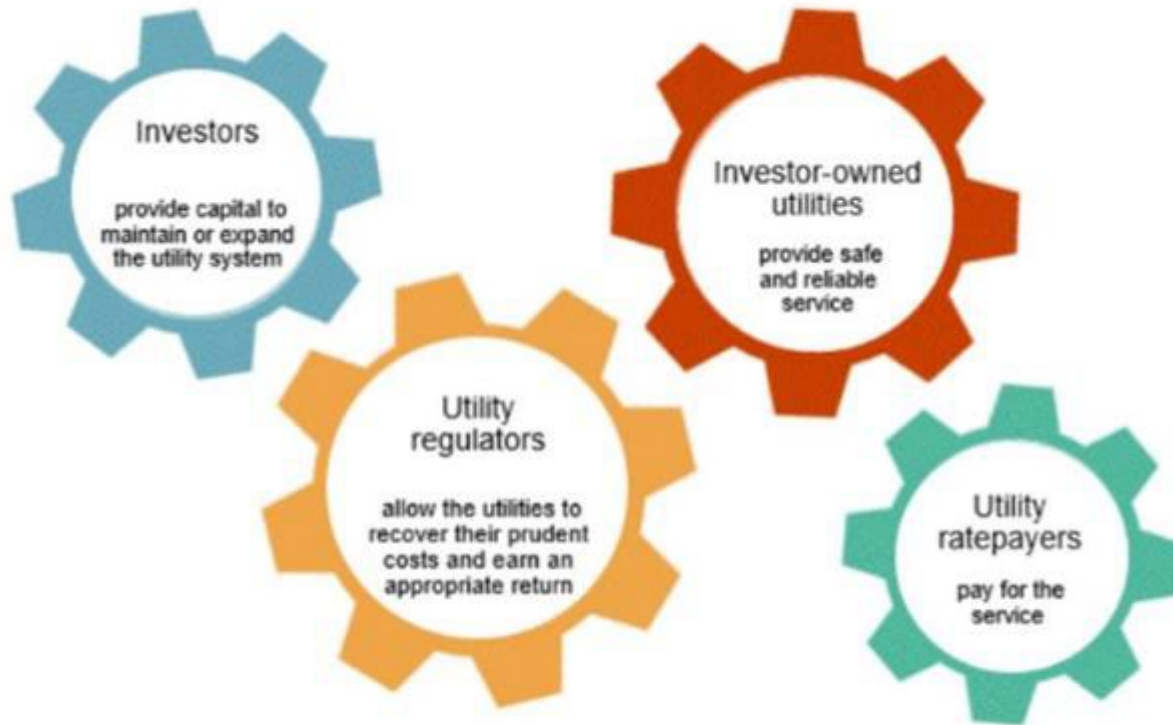 Investors
provide capital to
maintain or expand
the utility system
Investor-owned
utilities
provide safe
and reliable
service
Utility
regulators
allow the utilities to
recover their prudent
costs and earn an
appropriate return
Utility
ratepayers
pay for the
service